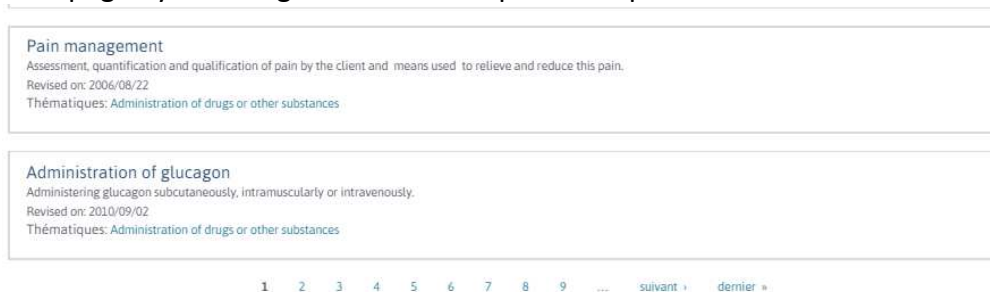 Pain management
Assessment, quantification and qualification of pain by the client and means used to relieve and reduce this pain.
Revised on: 2006/08/22
Thématiques: Administration of drugs or other substances
Administration of glucagon
Administering glucagon subcutaneously, intramuscularly or intravenously.
Revised on: 2010/09/02
Thématiques: Administration of drugs or other substances
1 2 3 4 5 6 7 8 9 ... suivant › dernier »